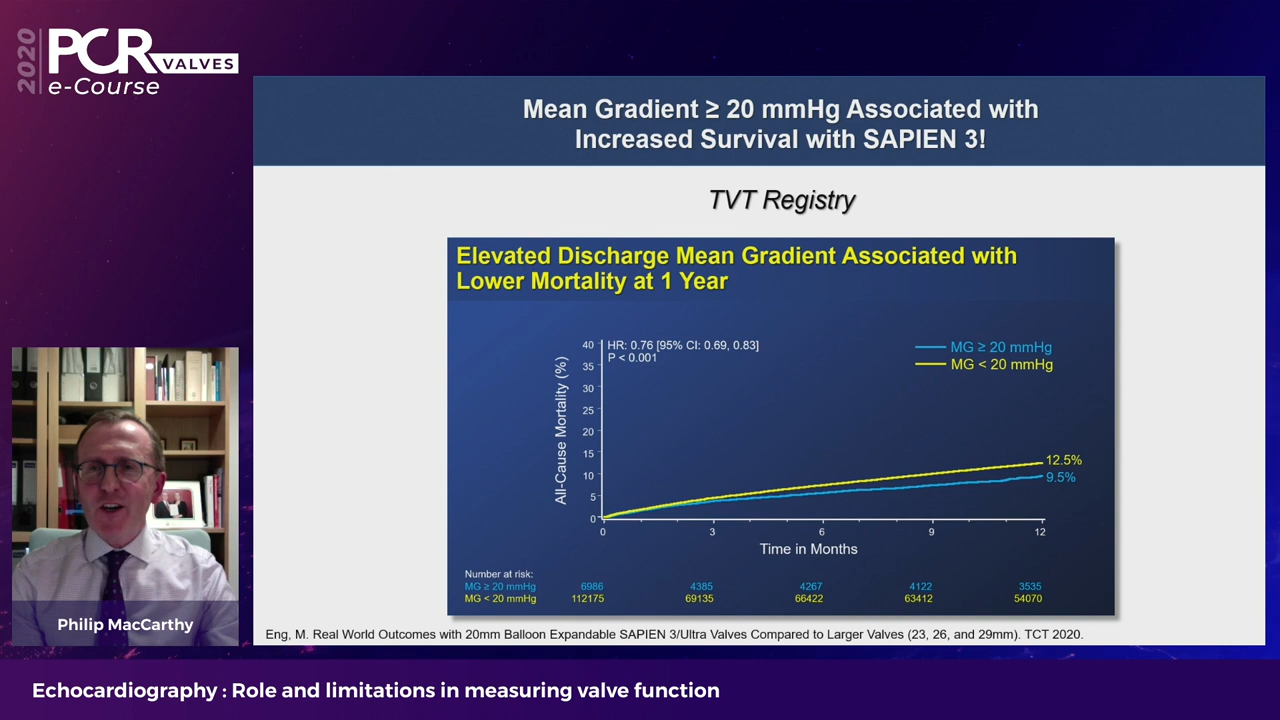 2020
PCR
VALVES
e-Course
Mean Gradient ≥ 20 mmHg Associated with
Increased Survival with SAPIEN 3!
TVT Registry
Elevated Discharge Mean Gradient Associated with
Lower Mortality at 1 Year
HR: 0.76 [95% CI: 0.69, 0.83]
P < 0.001
MG ≥ 20 mmHg
MG < 20 mmHg
All-Cause Mortality (%)
40
35
30
25
20
15
10
5
0
12.5%
9.5%
0 3 6 9 12
Time in Months
Number at risk:
MG ≥ 20 mmHg 6986 4385 4267 4122 3535
MG < 20 mmHg 112175 69135 66422 63412 54070
Eng, M. Real World Outcomes with 20mm Balloon Expandable SAPIEN 3/Ultra Valves Compared to Larger Valves (23, 26, and 29mm). TCT 2020.
Philip MacCarthy
Echocardiography : Role and limitations in measuring valve function